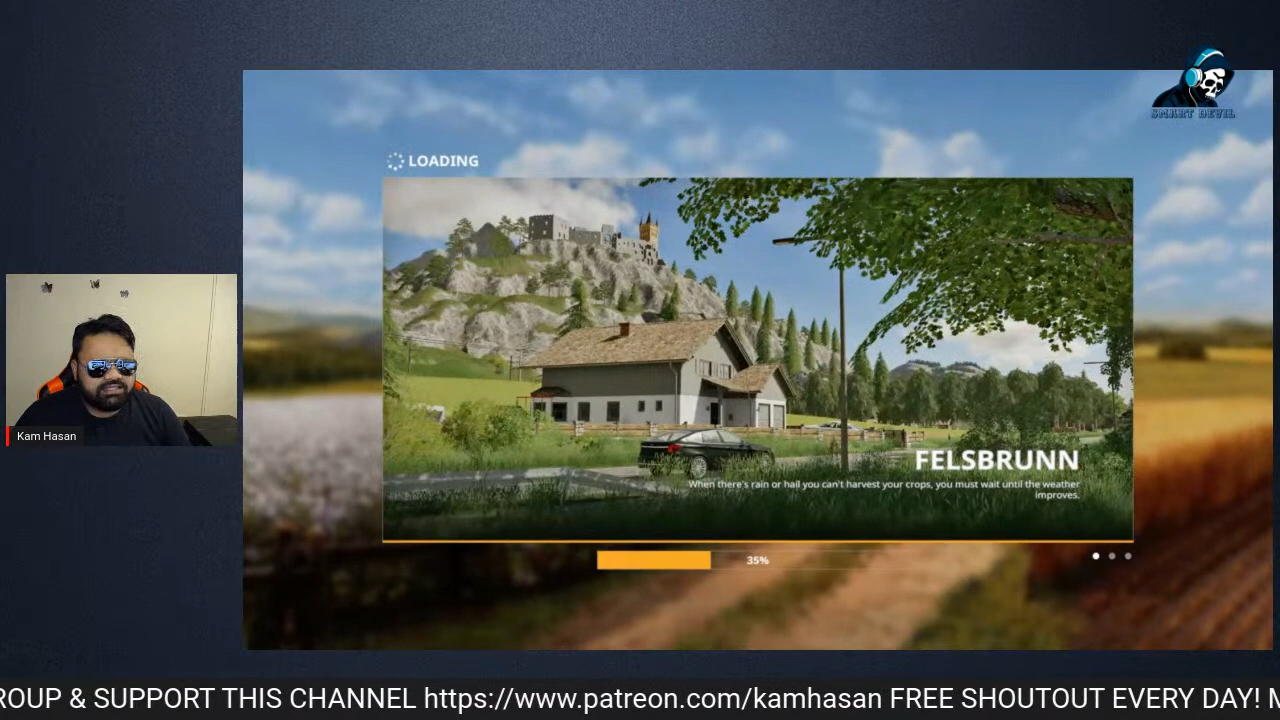 SMART DEVIL
LOADING
Kam Hasan
FELSBRUNN
When there's rain or hail you can't harvest your crops, you must wait until the weather
improves.
35%
ROUP & SUPPORT THIS CHANNEL https://www.patreon.com/kamhasan FREE SHOUTOUT EVERY DAY! M